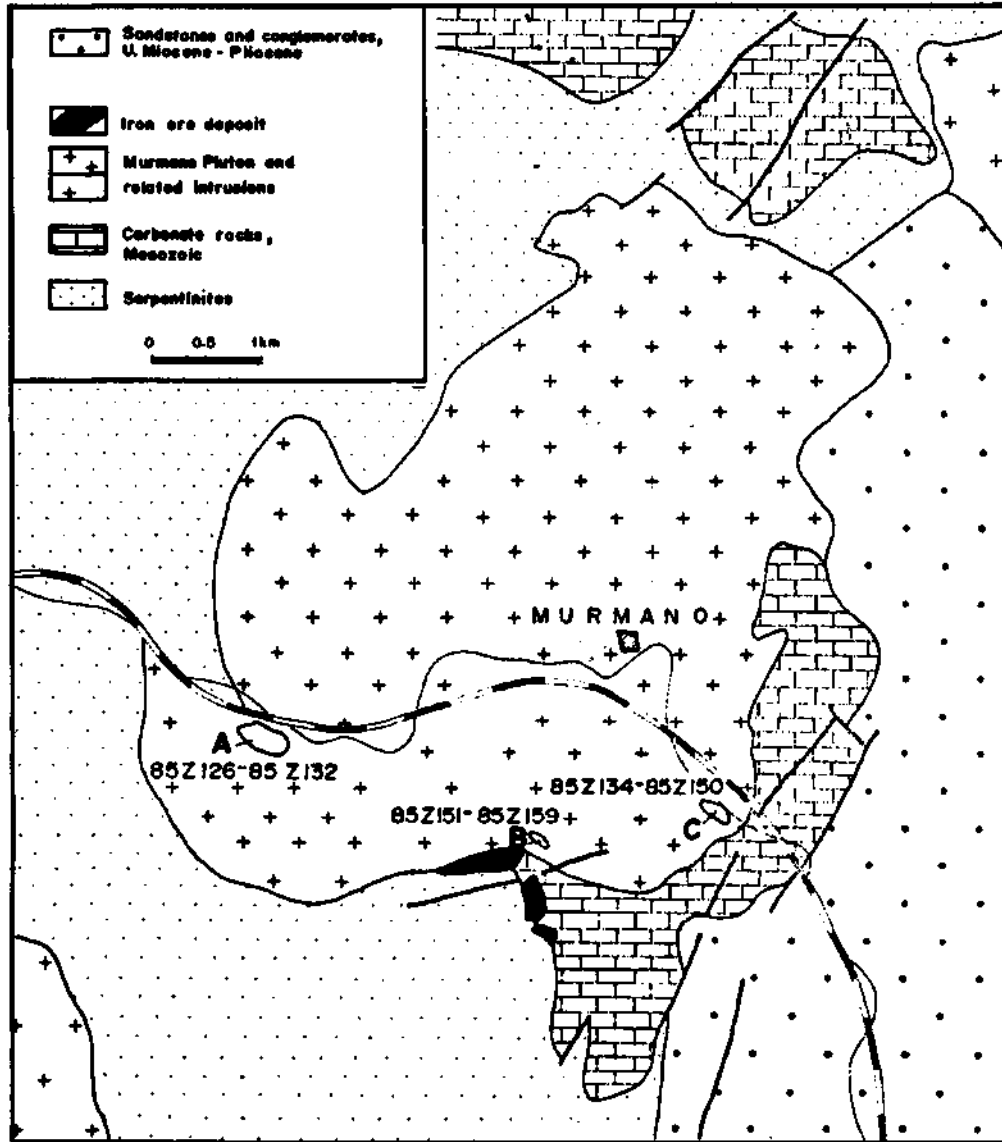 Sandstones and conglomerates,
U. Miocene - Pliocene
Iron ore deposit
Murmano Pluton and
related intrusions
Carbonate rocks,
Mesozoic
Serpentinites
0 0.5 1km
MURMANO
A
85Z126-85Z132
85Z134-85Z150
85Z151-85Z159
B
C